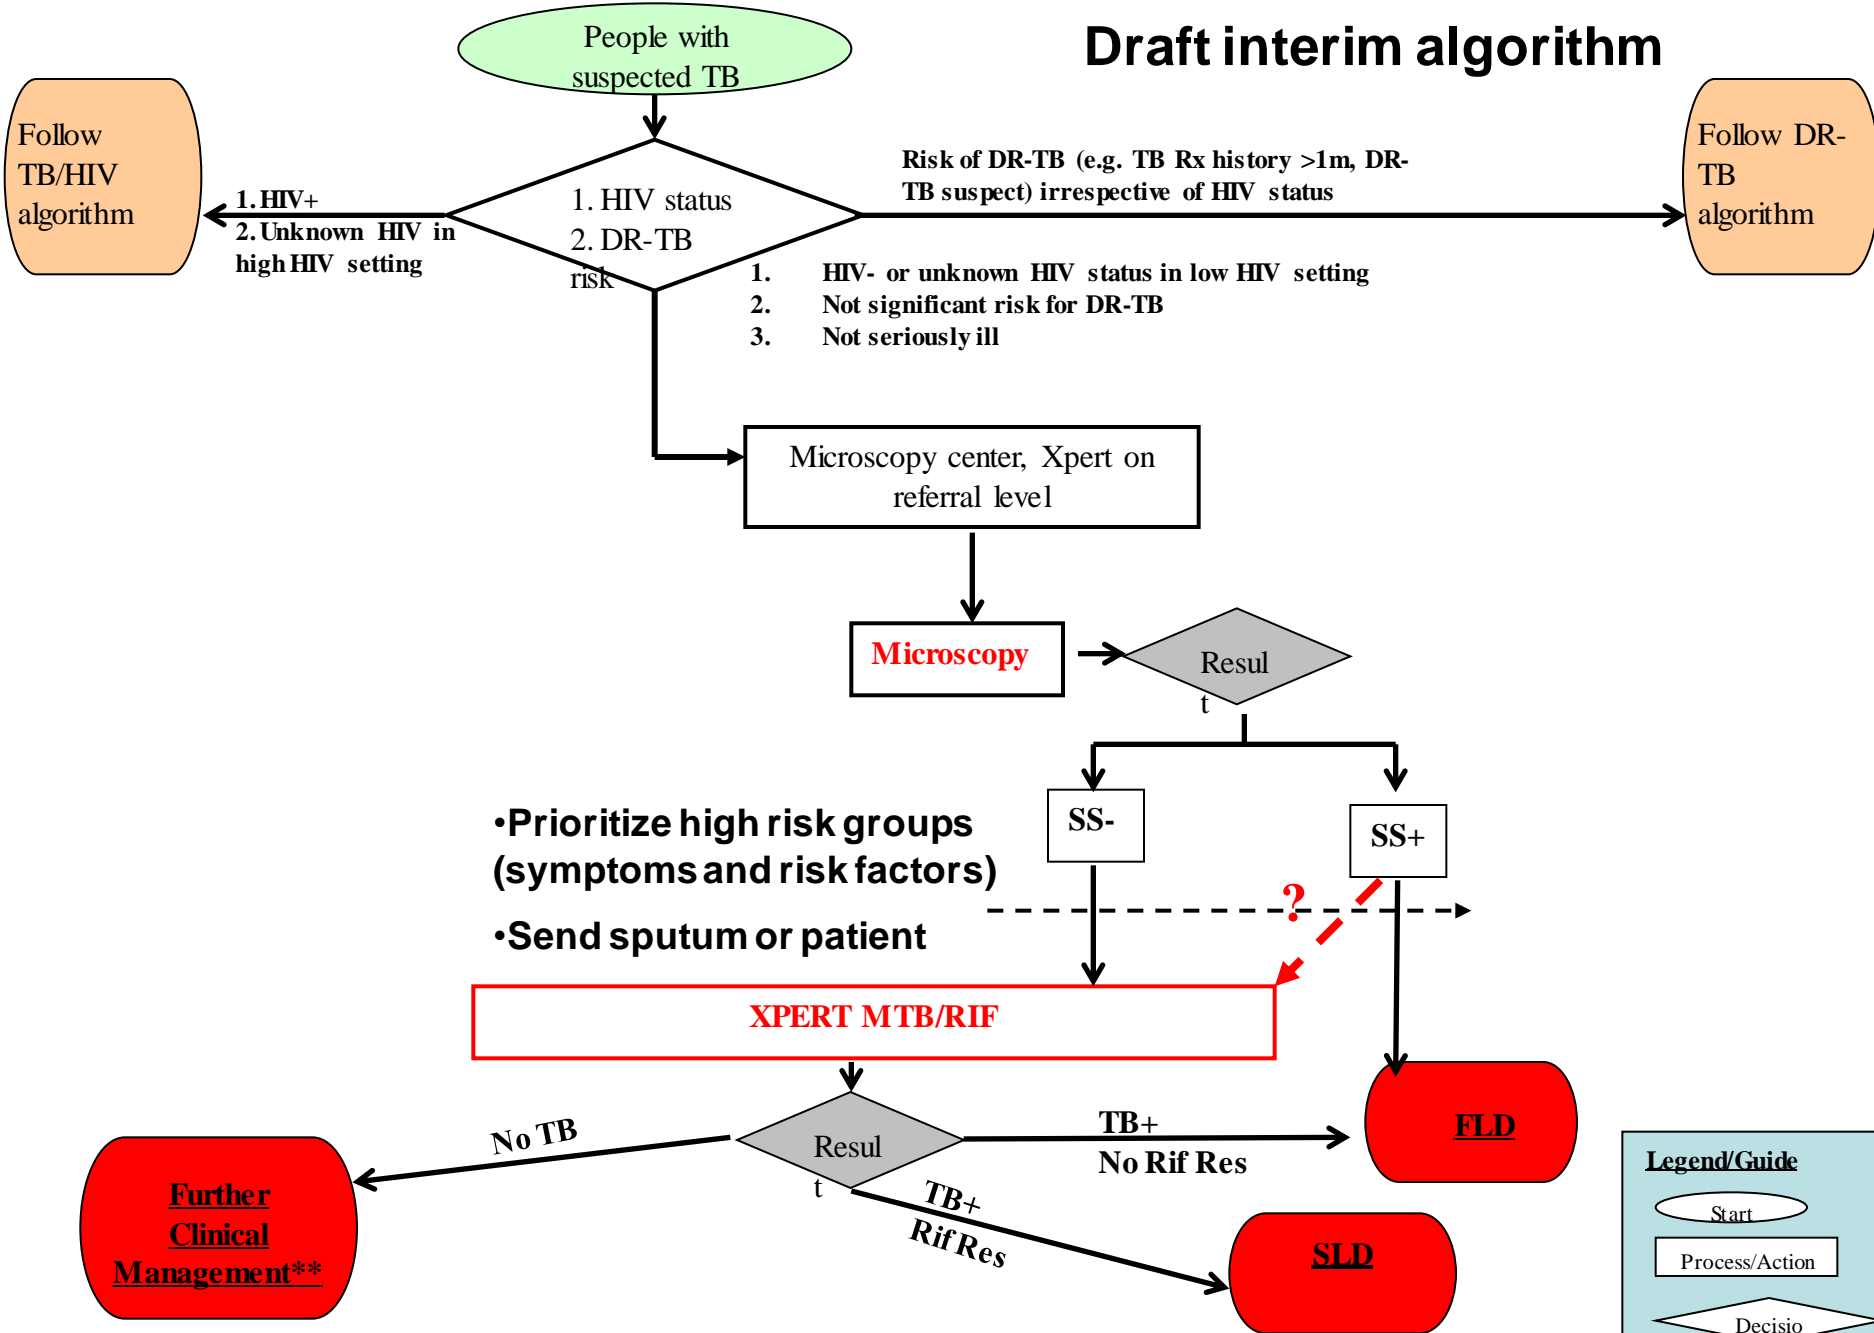 People with
suspected TB
Draft interim algorithm
Follow
TB/HIV
algorithm
1. HIV+
2. Unknown HIV in
high HIV setting
1. HIV status
2. DR-TB
risk
Risk of DR-TB (e.g. TB Rx history >1m, DR-
TB suspect) irrespective of HIV status
Follow DR-
TB
algorithm
1. HIV- or unknown HIV status in low HIV setting
2. Not significant risk for DR-TB
3. Not seriously ill
Microscopy center, Xpert on
referral level
Microscopy
Resul
t
SS-
SS+
•Prioritize high risk groups
(symptoms and risk factors)
•Send sputum or patient
?
XPERT MTB/RIF
Resul
t
No TB
TB+
No Rif Res
TB+
Rif Res
FLD
SLD
Further
Clinical
Management**
Legend/Guide
Start
Process/Action
Decisio